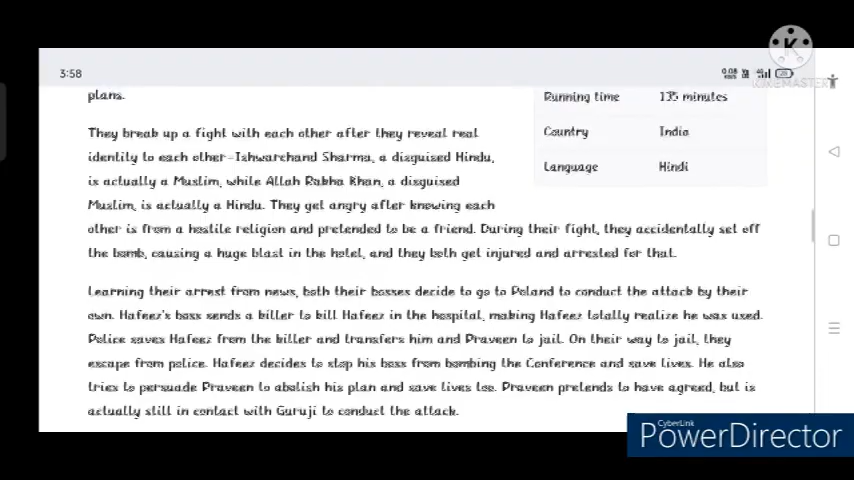 KINEMASTER
3:58
0.08 KB/S
28
plans.
Running time 135 minutes
Country India
Language Hindi
They break up a fight with each other after they reveal real
identity to each other-Ishwarchand Sharma, a disguised Hindu,
is actually a Muslim, while Allah Rakha Khan, a disguised
Muslim, is actually a Hindu. They get angry after knowing each
other is from a hostile religion and pretended to be a friend. During their fight, they accidentally set off
the bomb, causing a huge blast in the hotel, and they both get injured and arrested for that.
Learning their arrest from news, both their bosses decide to go to Poland to conduct the attack by their
own. Hafeez's boss sends a killer to kill Hafeez in the hospital, making Hafeez totally realize he was used.
Police saves Hafeez from the killer and transfers him and Praveen to jail. On their way to jail, they
escape from police. Hafeez decides to stop his boss from bombing the Conference and save lives. He also
tries to persuade Praveen to abolish his plan and save lives too. Praveen pretends to have agreed, but is
actually still in contact with Guruji to conduct the attack.
CyberLink
PowerDirector